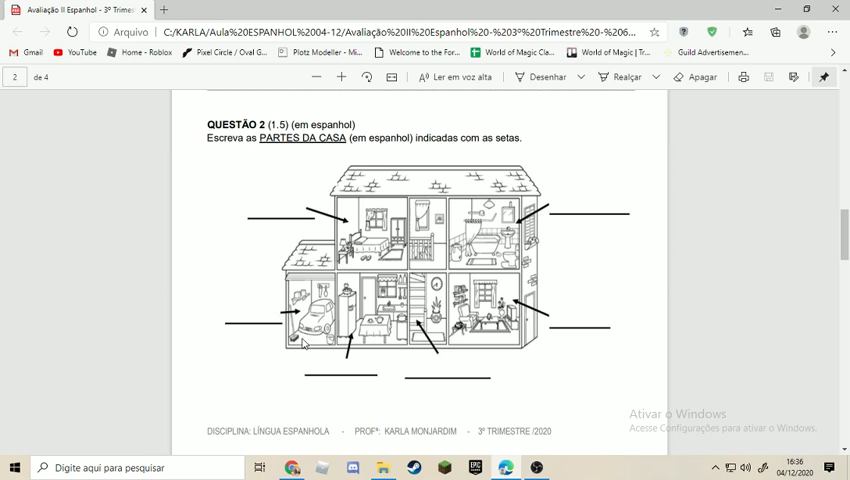 Avaliação II Espanhol - 3º Trimes
Arquivo
C:/KARLA/Aula%20ESPANHOL%2004-12/Avaliação%20II%20Espanhol%20-%203º%20Trimestre%20-%206...
Gmail
YouTube
Home - Roblox
Pixel Circle / Oval G...
Plotz Modeller - Mi...
Welcome to the For...
World of Magic Cla...
World of Magic | Tr...
Guild Advertisemen...
2
de 4
Ler em voz alta
Desenhar
Realçar
Apagar
QUESTÃO 2 (1.5) (em espanhol)
Escreva as PARTES DA CASA (em espanhol) indicadas com as setas.
DISCIPLINA: LÍNGUA ESPANHOLA - PROFª: KARLA MONJARDIM - 3º TRIMESTRE /2020
Ativar o Windows
Acesse Configurações para ativar o Windows.
Digite aqui para pesquisar
EPIC
16:36
04/12/2020